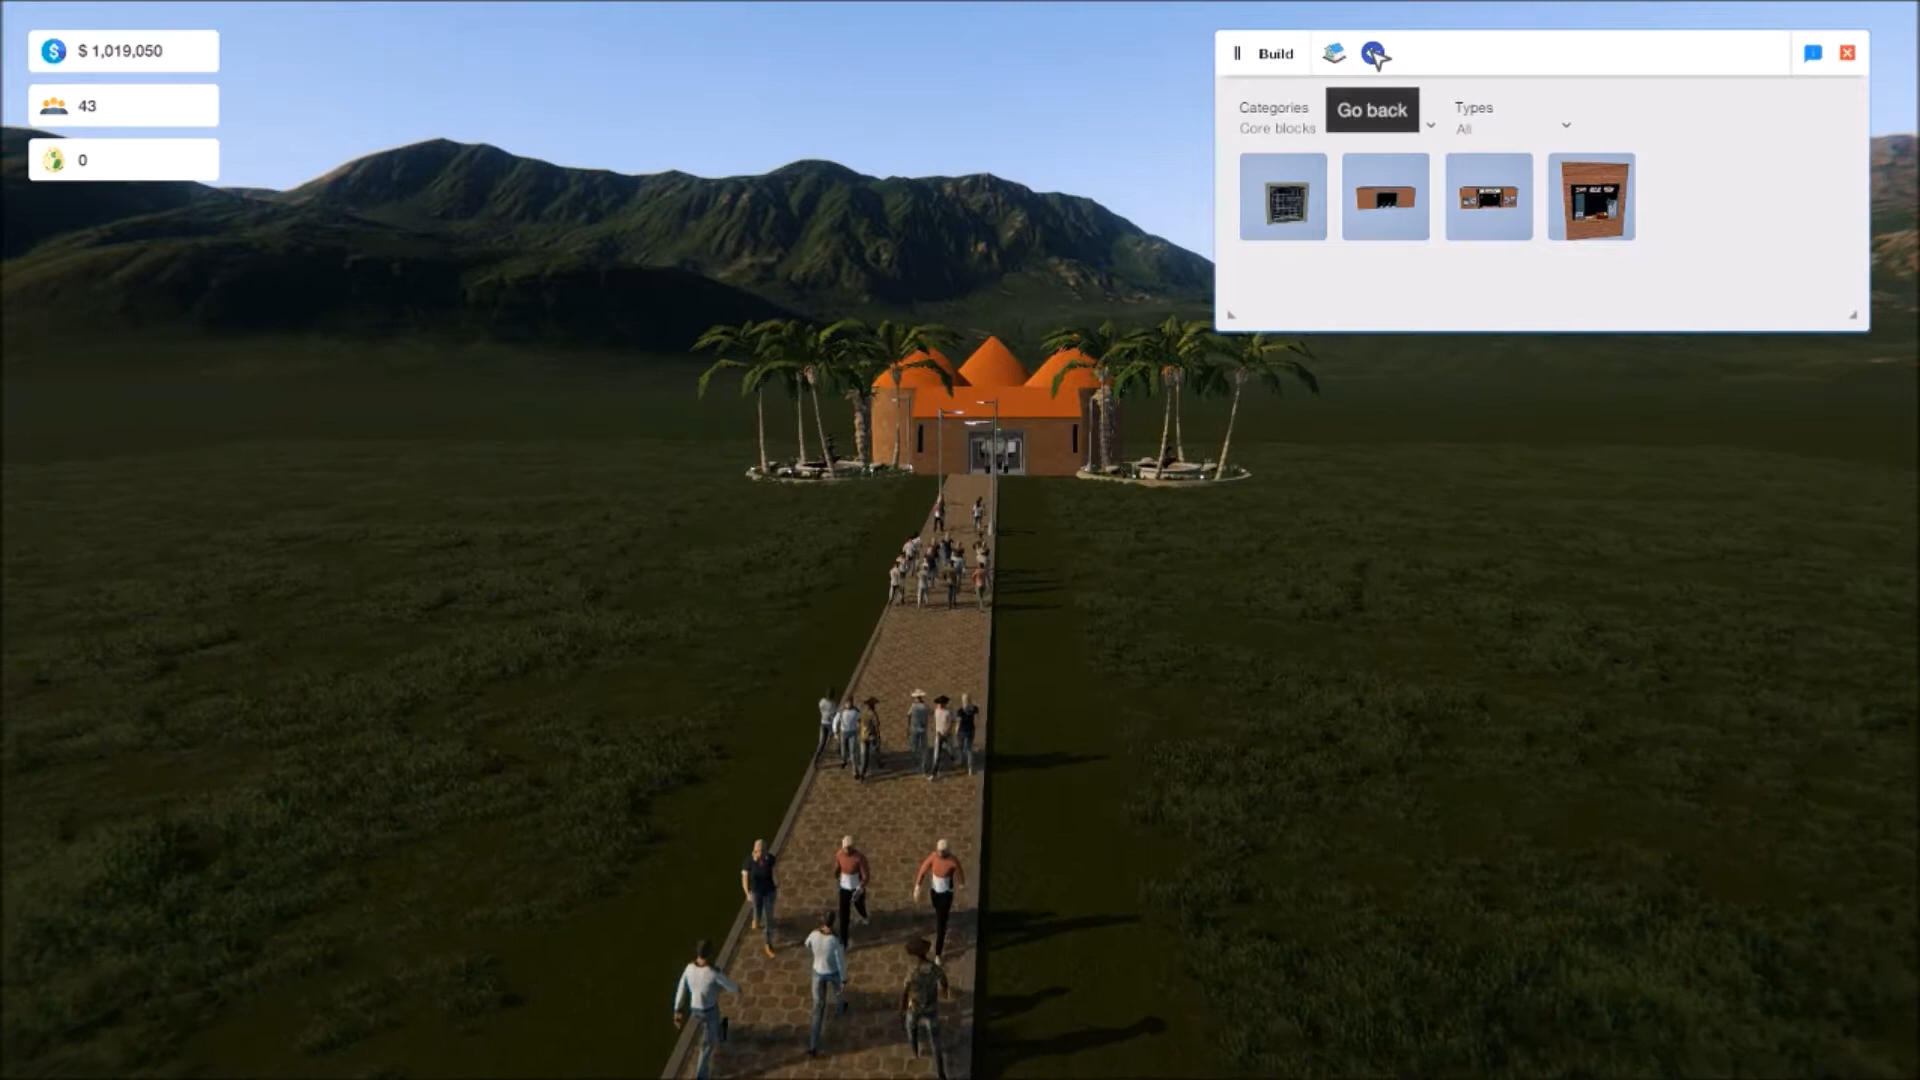 $ 1,019,050
43
0
Build
Go back
Categories
Core blocks
Types
All